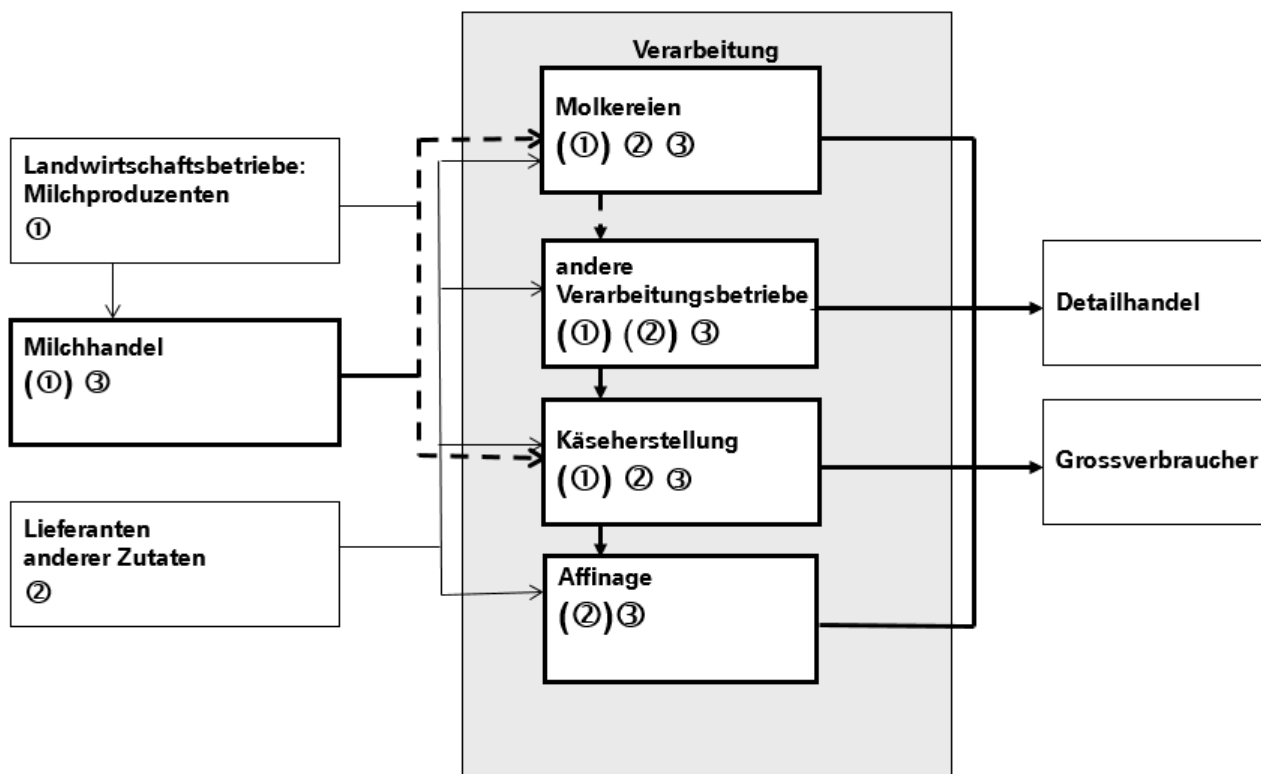 Verarbeitung
Molkereien
(①) ② ③
Landwirtschaftsbetriebe:
Milchproduzenten
①
andere
Verarbeitungsbetriebe
(①) (②) ③
Detailhandel
Milchhandel
(①) ③
Käseherstellung
(①) ② ③
Grossverbraucher
Lieferanten
anderer Zutaten
②
Affinage
(②)③